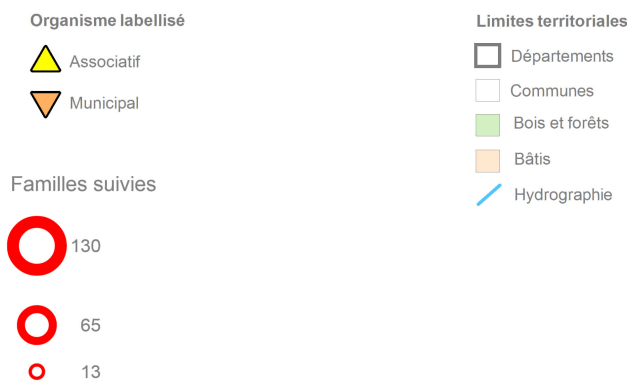 Organisme labellisé
Associatif
Municipal
Familles suivies
130
65
13
Limites territoriales
Départements
Communes
Bois et forêts
Bâtis
Hydrographie